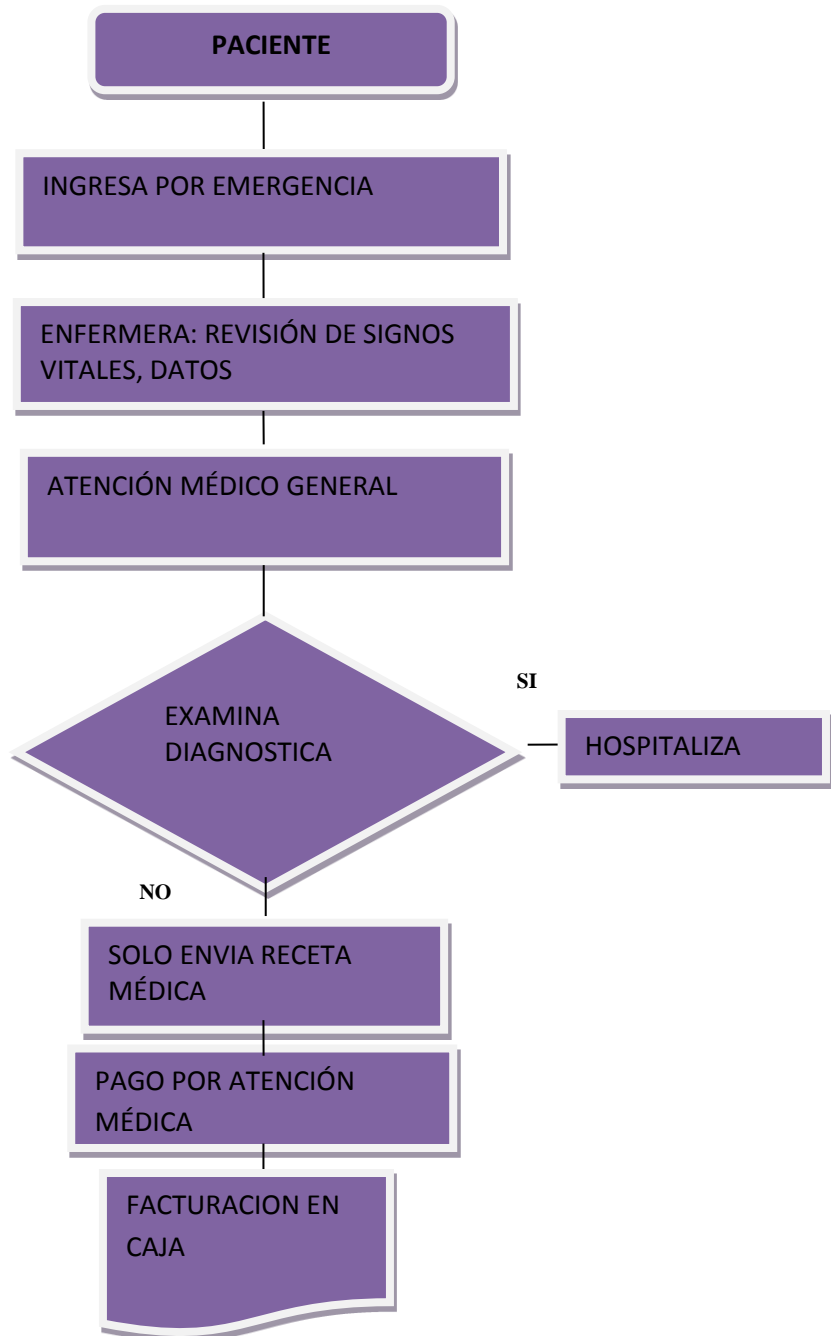 PACIENTE
INGRESA POR EMERGENCIA
ENFERMERA: REVISIÓN DE SIGNOS
VITALES, DATOS
ATENCIÓN MÉDICO GENERAL
EXAMINA
DIAGNOSTICA
SI
HOSPITALIZA
NO
SOLO ENVIA RECETA
MÉDICA
PAGO POR ATENCIÓN
MÉDICA
FACTURACION EN
CAJA